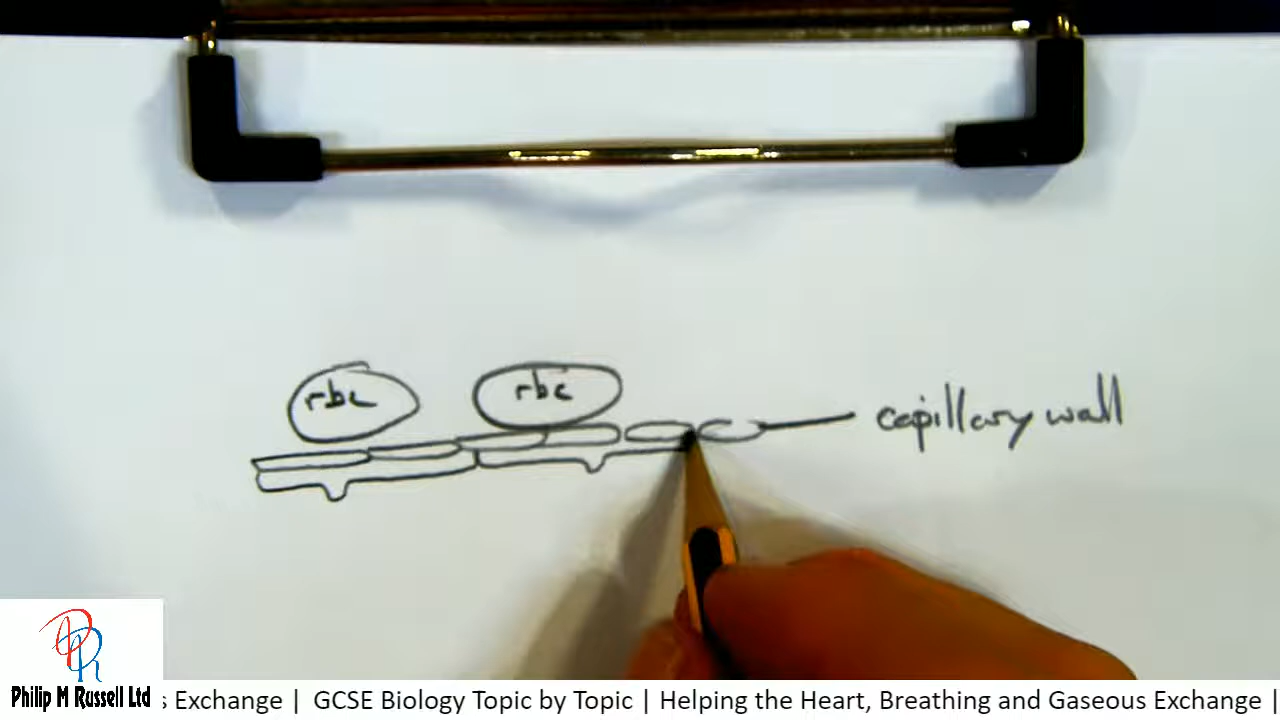 rbc
rbc
capillary wall
Philip M Russell Ltd
s Exchange | GCSE Biology Topic by Topic | Helping the Heart, Breathing and Gaseous Exchange |